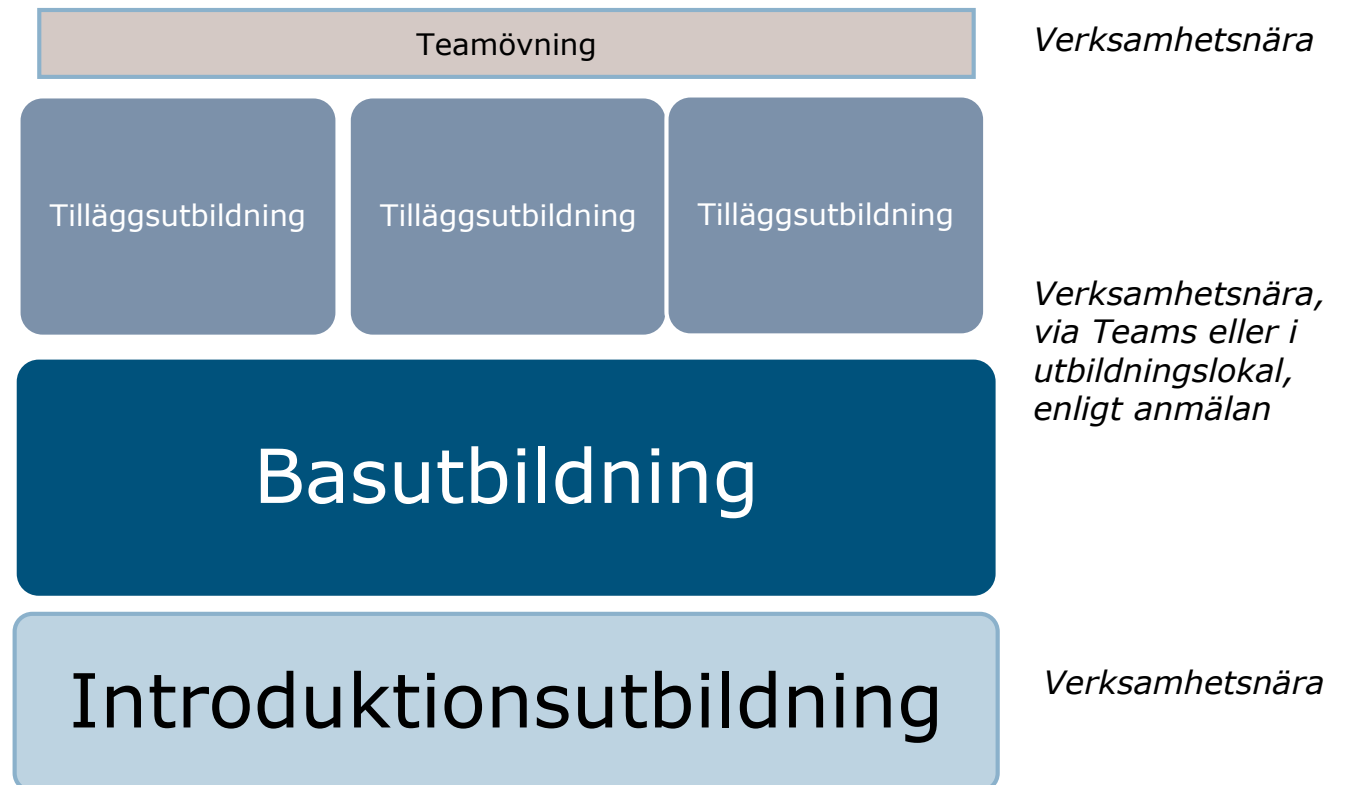 Teamövning
Verksamhetsnära
Tilläggsutbildning
Tilläggsutbildning
Tilläggsutbildning
Verksamhetsnära,
via Teams eller i
utbildningslokal,
enligt anmälan
Basutbildning
Introduktionsutbildning
Verksamhetsnära